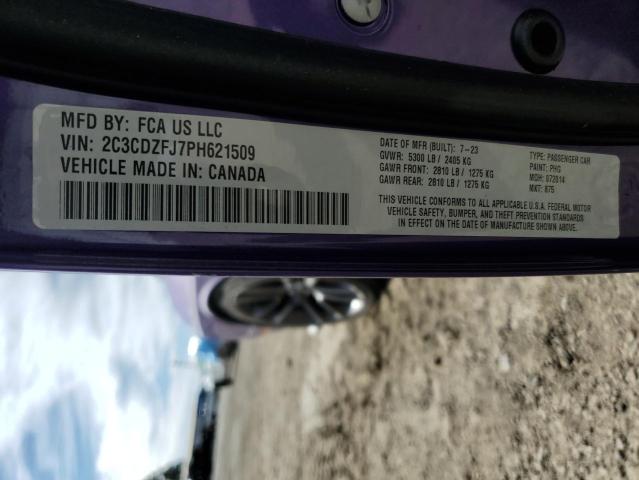 MFD BY: FCA US LLC
VIN: 2C3CDZFJ7PH621509
VEHICLE MADE IN: CANADA
DATE OF MFR (BUILT): 7-23
GVWR: 5300 LB / 2405 KG
GAWR FRONT: 2810 LB / 1275 KG
GAWR REAR: 2810 LB / 1275 KG
TYPE: PASSENGER CAR
PAINT: PHG
MDH: 072014
MKT: 875
THIS VEHICLE CONFORMS TO ALL APPLICABLE U.S.A. FEDERAL MOTOR
VEHICLE SAFETY, BUMPER, AND THEFT PREVENTION STANDARDS
IN EFFECT ON THE DATE OF MANUFACTURE SHOWN ABOVE.